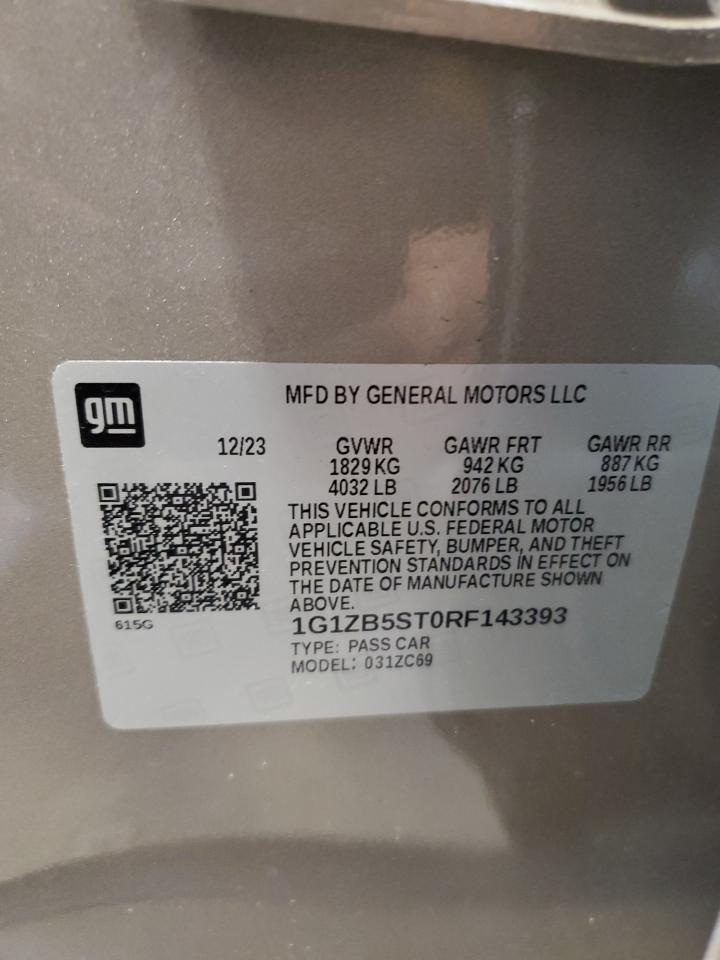 gm
MFD BY GENERAL MOTORS LLC
12/23 GVWR GAWR FRT GAWR RR
1829 KG 942 KG 887 KG
4032 LB 2076 LB 1956 LB
THIS VEHICLE CONFORMS TO ALL
APPLICABLE U.S. FEDERAL MOTOR
VEHICLE SAFETY, BUMPER, AND THEFT
PREVENTION STANDARDS IN EFFECT ON
THE DATE OF MANUFACTURE SHOWN
ABOVE.
615G
1G1ZB5ST0RF143393
TYPE: PASS CAR
MODEL: 031ZC69